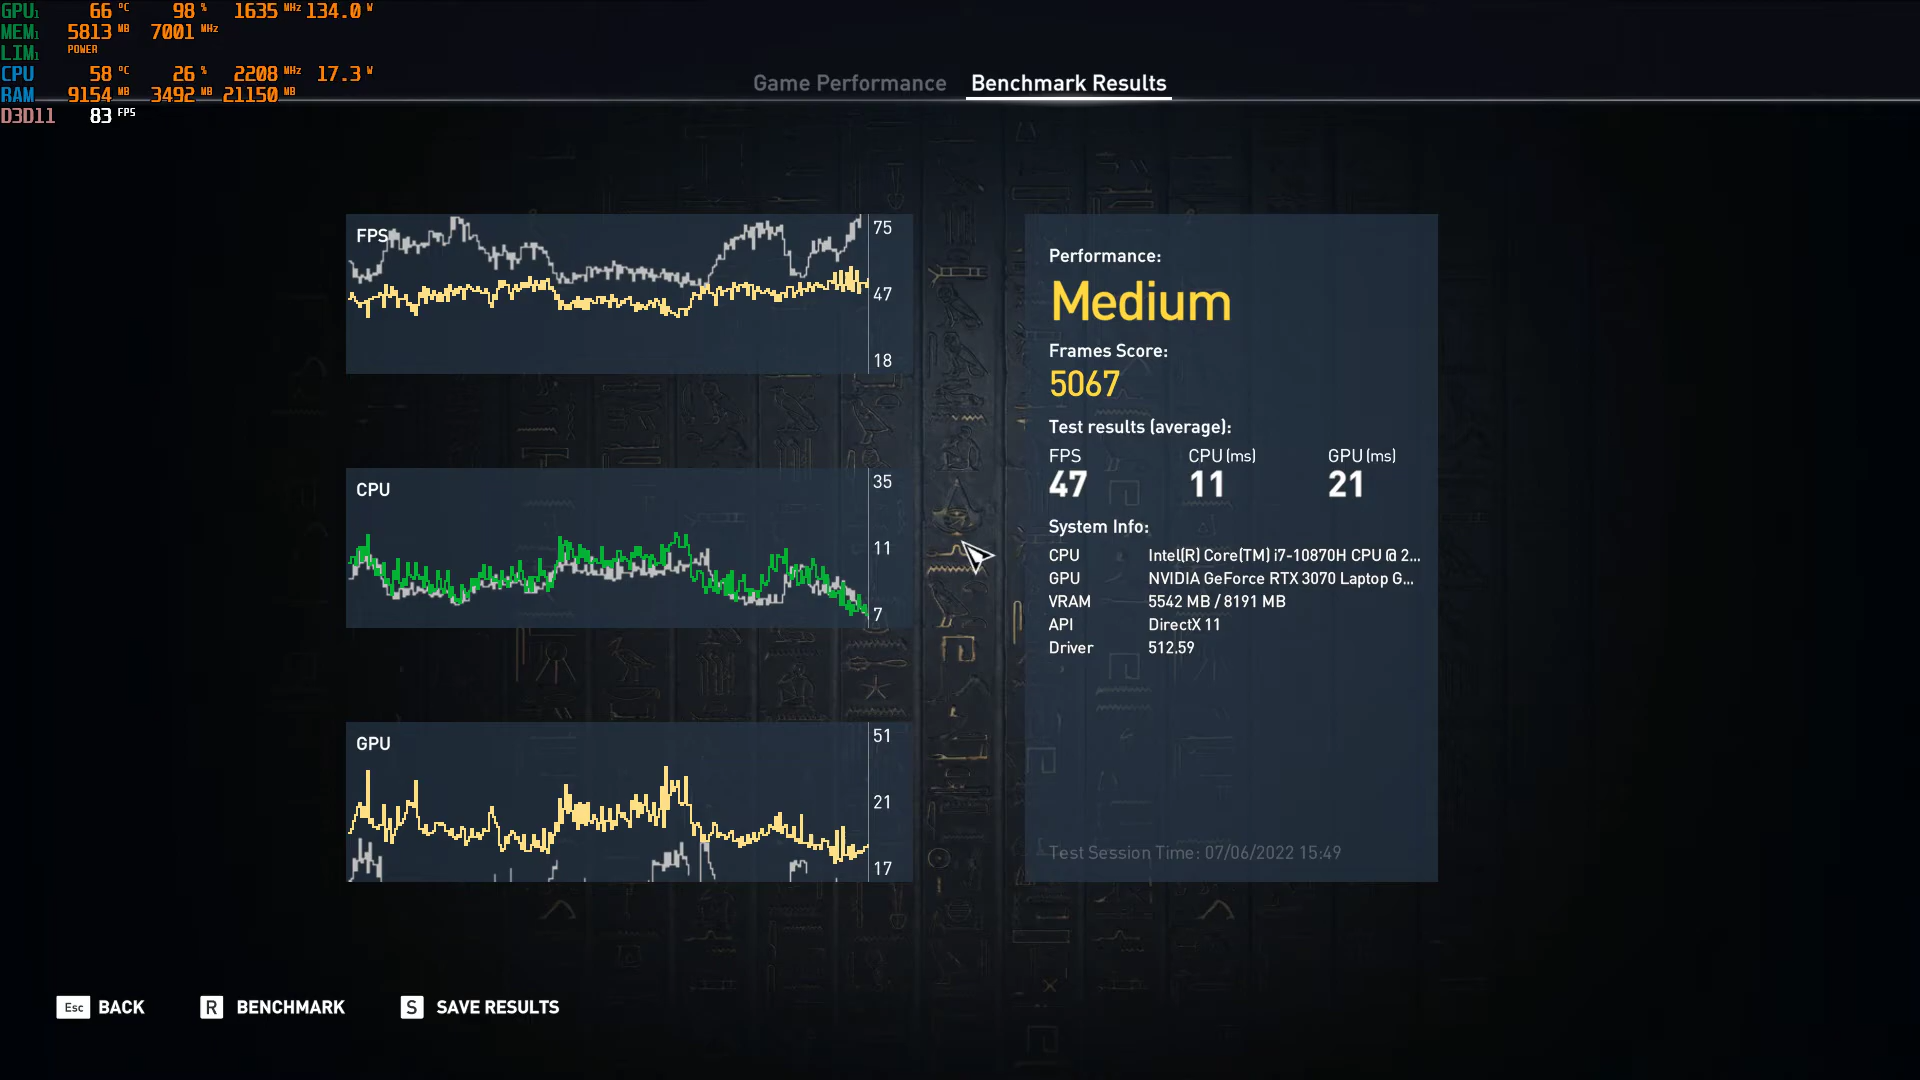 GPU1 66 °C 98 % 1635 MHz 134.0 W
MEM1 5813 MB 7001 MHz
LIM1 POWER
CPU 58 °C 26 % 2208 MHz 17.3 W
RAM 9154 MB 3492 MB 21150 MB
D3D11 83 FPS
Game Performance Benchmark Results
FPS
75
47
18
CPU
35
11
7
GPU
51
21
17
Performance:
Medium
Frames Score:
5067
Test results (average):
FPS CPU (ms) GPU (ms)
47 11 21
System Info:
CPU Intel(R) Core(TM) i7-10870H CPU @ 2...
GPU NVIDIA GeForce RTX 3070 Laptop G...
VRAM 5542 MB / 8191 MB
API DirectX 11
Driver 512.59
Test Session Time: 07/06/2022 15:49
Esc BACK R BENCHMARK S SAVE RESULTS